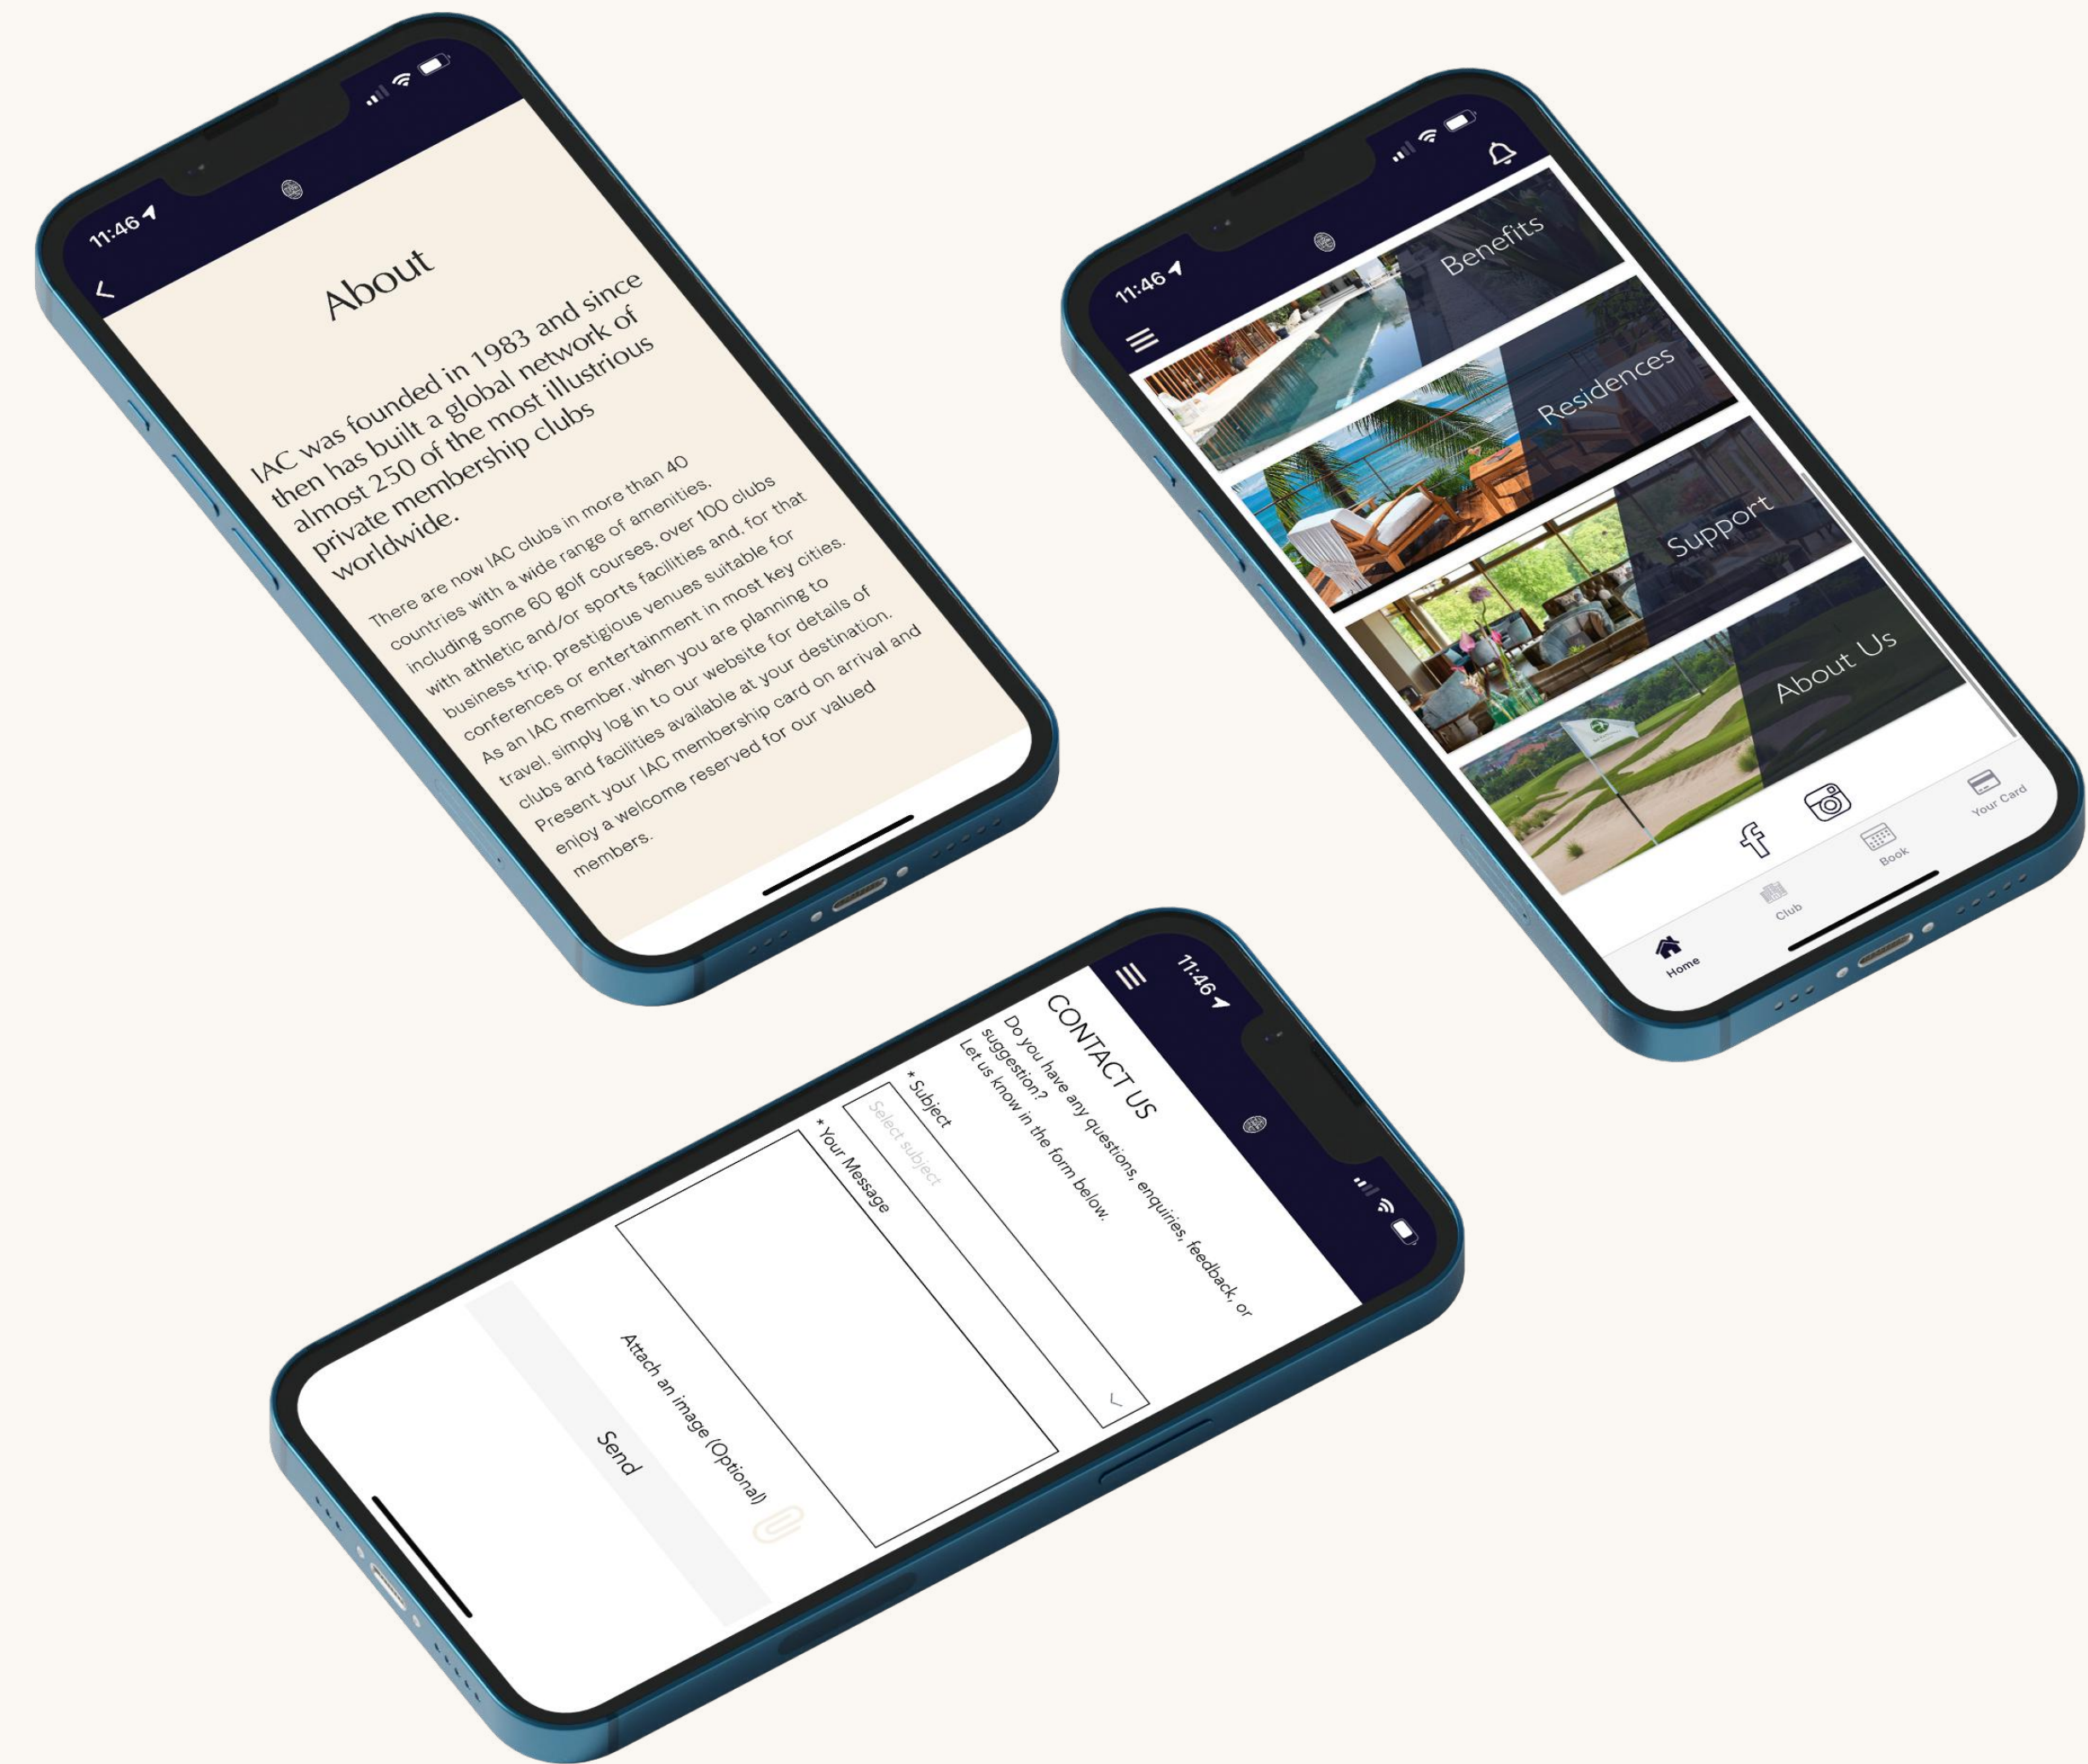 11:46
About
IAC was founded in 1983 and since
then has built a global network of
almost 250 of the most illustrious
private membership clubs
worldwide.
There are now IAC clubs in more than 40
countries with a wide range of amenities,
including some 60 golf courses, over 100 clubs
with athletic and/or sports facilities and, for that
business trip, prestigious venues suitable for
conferences or entertainment in most key cities.
As an IAC member, when you are planning to
travel, simply log in to our website for details of
clubs and facilities available at your destination.
Present your IAC membership card on arrival and
enjoy a welcome reserved for our valued
members.
11:46
Benefits
Residences
Support
About Us
Home
Club
Book
Your Card
11:46
CONTACT US
Do you have any questions, enquiries, feedback, or
suggestion?
Let us know in the form below.
* Subject
Select subject
* Your Message
Attach an image (Optional)
Send